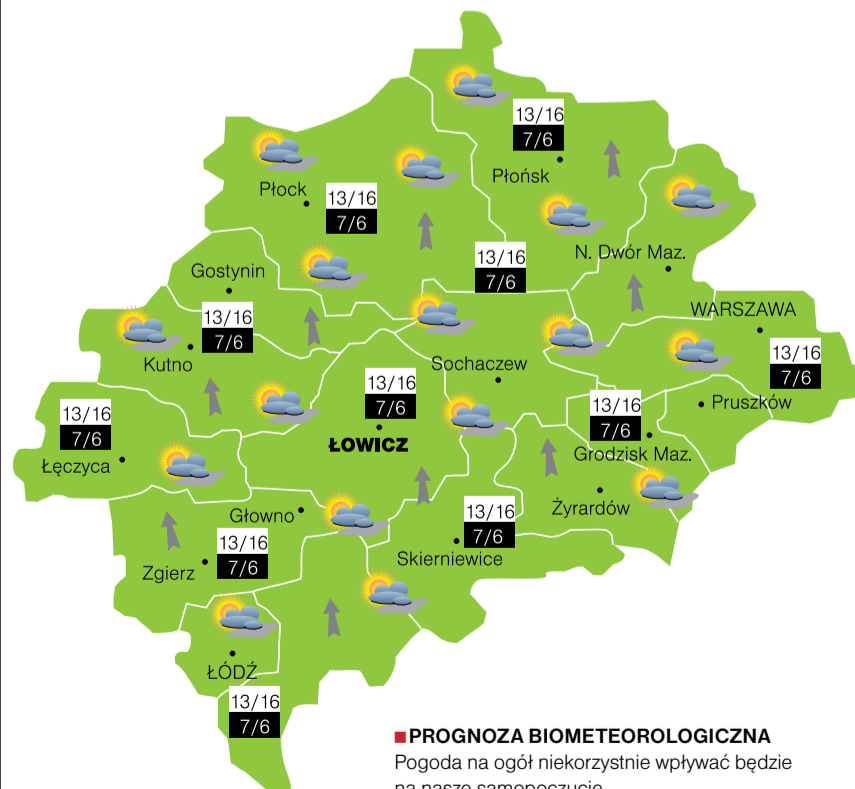 13/16
7/6
Płońsk
Płock
13/16
7/6
N. Dwór Maz.
13/16
7/6
Gostynin
WARSZAWA
13/16
7/6
Kutno
Sochaczew
13/16
7/6
13/16
7/6
ŁOWICZ
13/16
7/6
Pruszków
13/16
7/6
Łęczyca
Grodzisk Maz.
Żyrardów
Głowno
13/16
7/6
Skierniewice
13/16
7/6
Zgierz
ŁÓDŹ
13/16
7/6
PROGNOZA BIOMETEOROLOGICZNA
Pogoda na ogół niekorzystnie wpływać będzie
na nasze samopoczucie